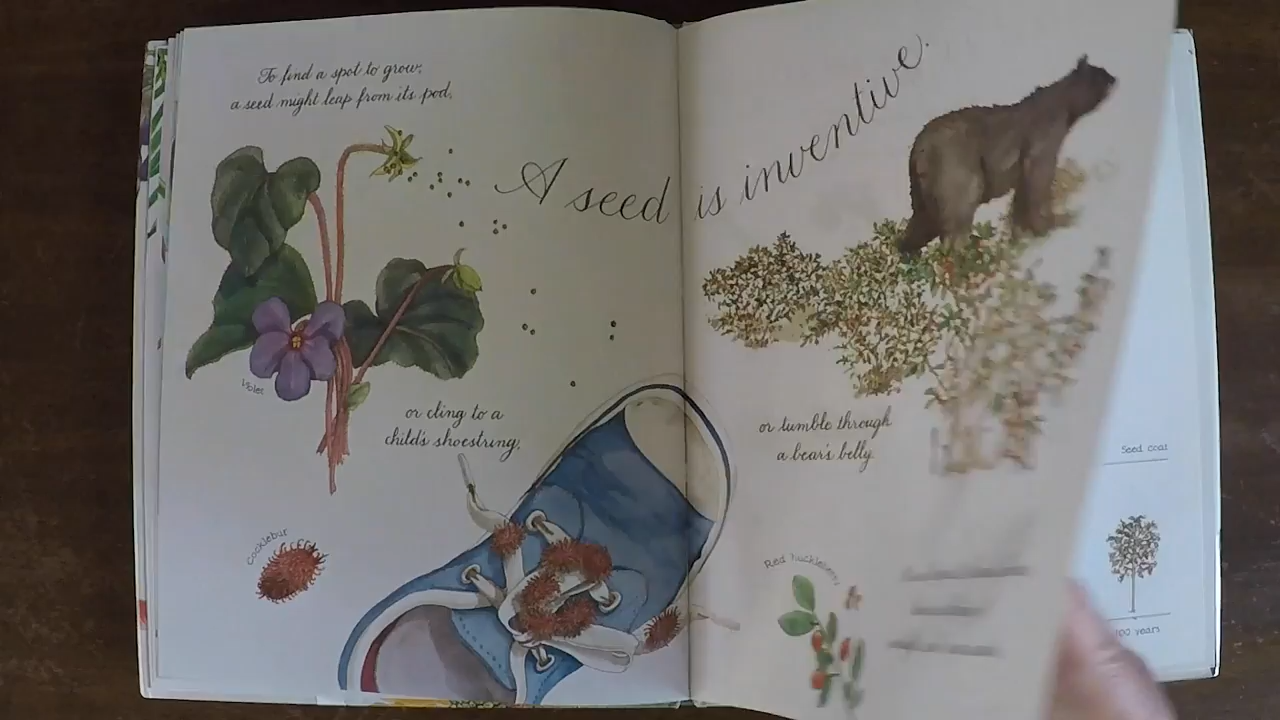 To find a spot to grow,
a seed might leap from its pod,
A seed is inventive.
Violet
or cling to a
child's shoestring,
or tumble through
a bear's belly
Cocklebur
Red huckleberry
Seed coat
100 years